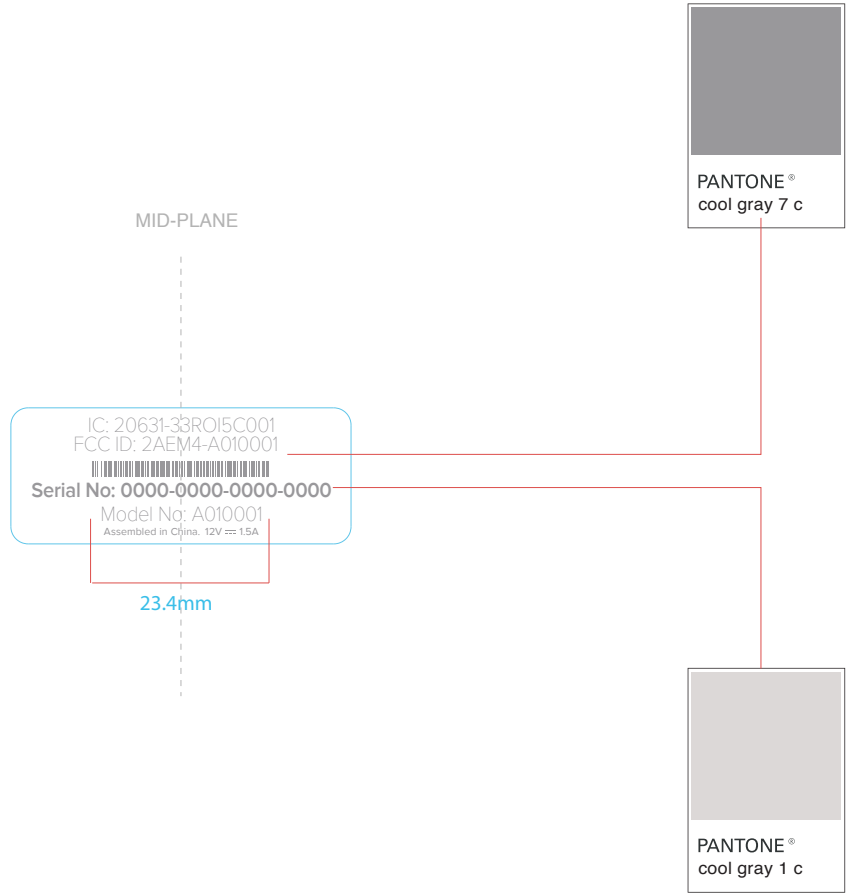 PANTONE®
cool gray 7 c
MID-PLANE
IC: 20631-33ROI5C001
FCC ID: 2AEM4-A010001
Serial No: 0000-0000-0000-0000
Model No: A010001
Assembled in China. 12V ⎓ 1.5A
23.4mm
PANTONE®
cool gray 1 c